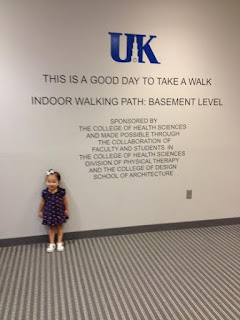 UK
THIS IS A GOOD DAY TO TAKE A WALK
INDOOR WALKING PATH: BASEMENT LEVEL
SPONSORED BY
THE COLLEGE OF HEALTH SCIENCES
AND MADE POSSIBLE THROUGH
THE COLLABORATION OF
FACULTY AND STUDENTS IN
THE COLLEGE OF HEALTH SCIENCES
DIVISION OF PHYSICAL THERAPY
AND THE COLLEGE OF DESIGN
SCHOOL OF ARCHITECTURE